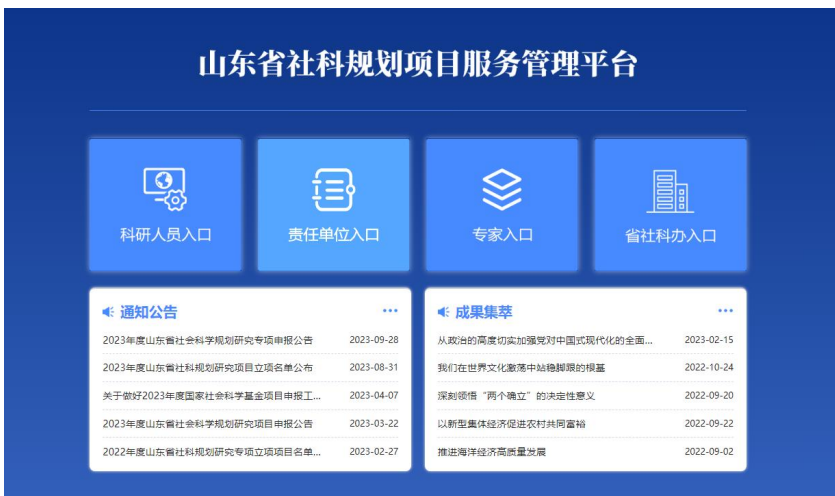 山东省社科规划项目服务管理平台
科研人员入口
责任单位入口
专家入口
省社科办入口
通知公告
2023年度山东省社会科学规划研究专项申报公告 2023-09-28
2023年度山东省社科规划研究项目立项名单公布 2023-08-31
关于做好2023年度国家社会科学基金项目申报工... 2023-04-07
2023年度山东省社会科学规划研究项目申报公告 2023-03-22
2022年度山东省社科规划研究专项立项项目名单... 2023-02-27
成果集萃
从政治的高度切实加强党对中国式现代化的全面... 2023-02-15
我们在世界文化激荡中站稳脚跟的根基 2022-10-24
深刻领悟“两个确立”的决定性意义 2022-09-20
以新型集体经济促进农村共同富裕 2022-09-22
推进海洋经济高质量发展 2022-09-02